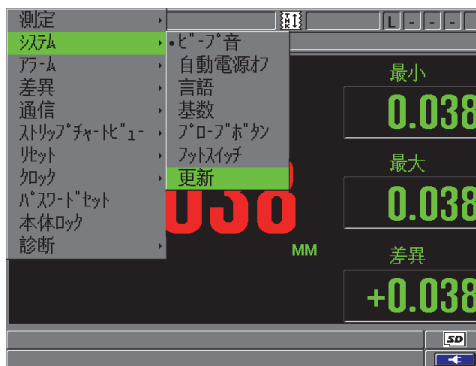 測定
ｼｽﾃﾑ
ｱﾗｰﾑ
差異
通信
ｽﾄﾘｯﾌﾟﾁｬｰﾄﾋﾞｭｰ
ﾘｾｯﾄ
ｸﾛｯｸ
ﾊﾟｽﾜｰﾄﾞｾｯﾄ
本体ﾛｯｸ
診断
•ﾋﾞｰﾌﾟ音
自動電源ｵﾌ
言語
基数
ﾌﾟﾛｰﾌﾞﾎﾞﾀﾝ
ﾌｯﾄｽｲｯﾁ
更新
L - - -
最小
0.038
最大
0.038
差異
+0.038
038
MM
SD